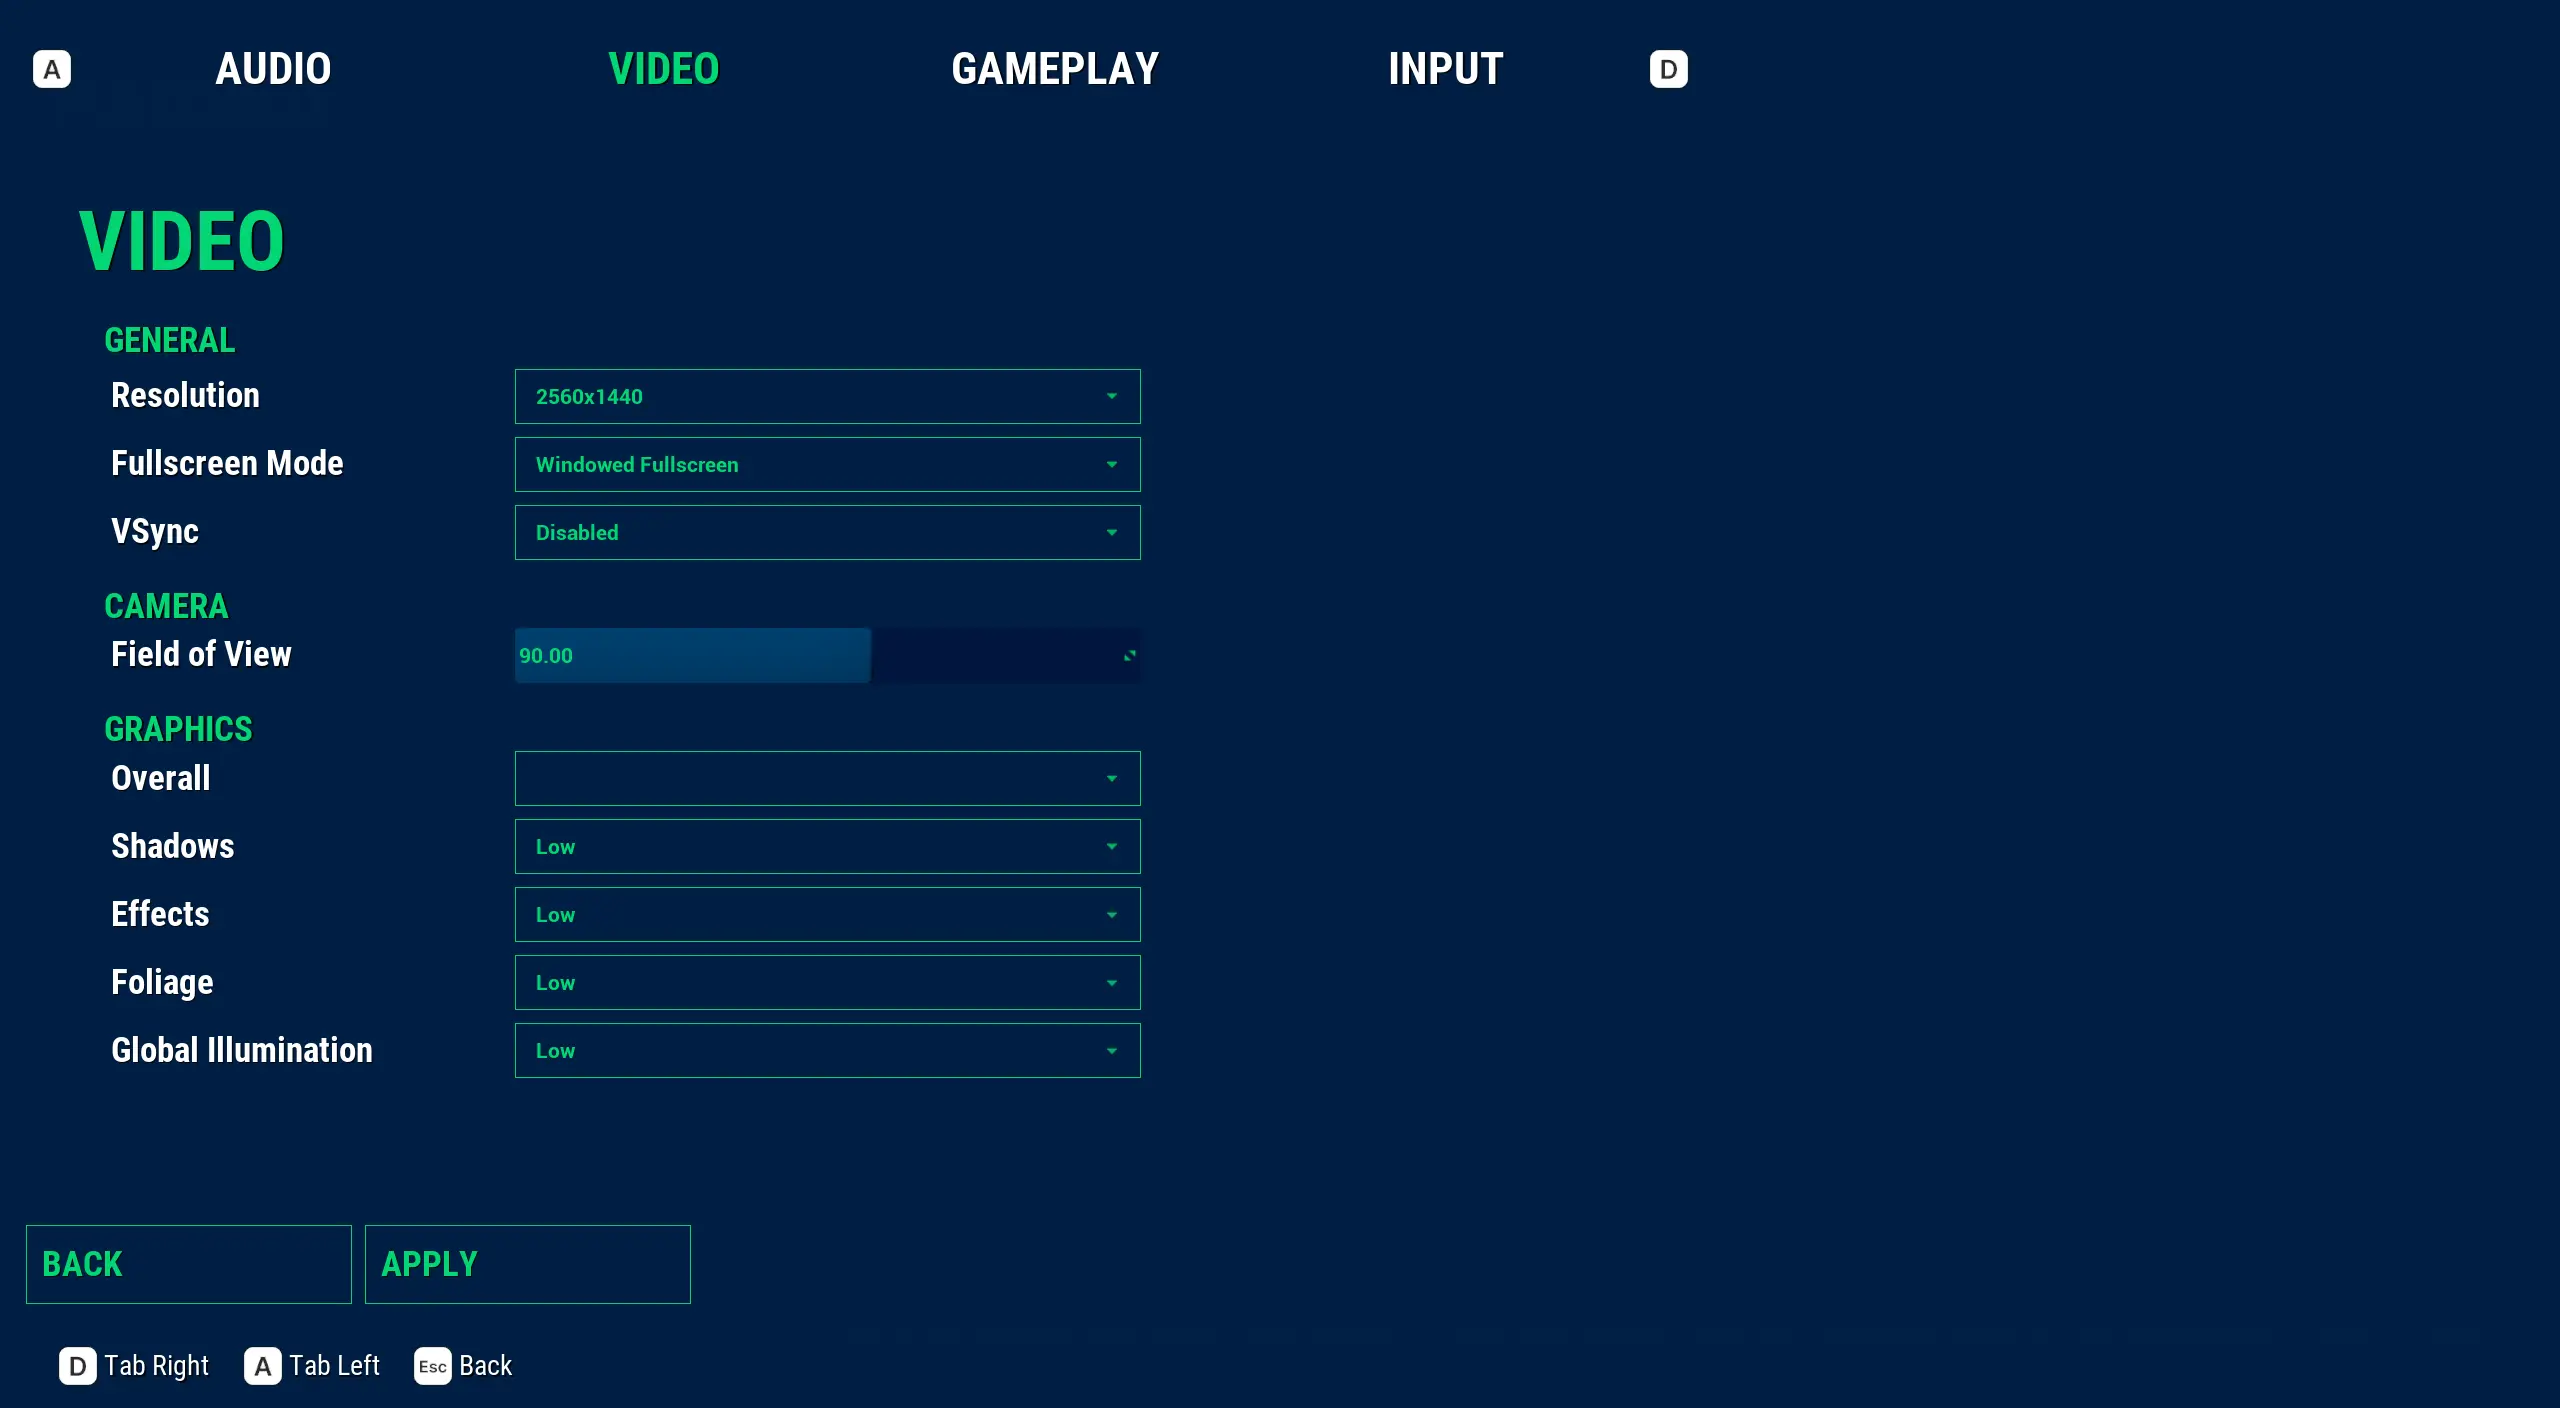 A AUDIO VIDEO GAMEPLAY INPUT D
VIDEO
GENERAL
Resolution 2560x1440
Fullscreen Mode Windowed Fullscreen
VSync Disabled
CAMERA
Field of View 90.00
GRAPHICS
Overall
Shadows Low
Effects Low
Foliage Low
Global Illumination Low
BACK APPLY
D Tab Right A Tab Left Esc Back